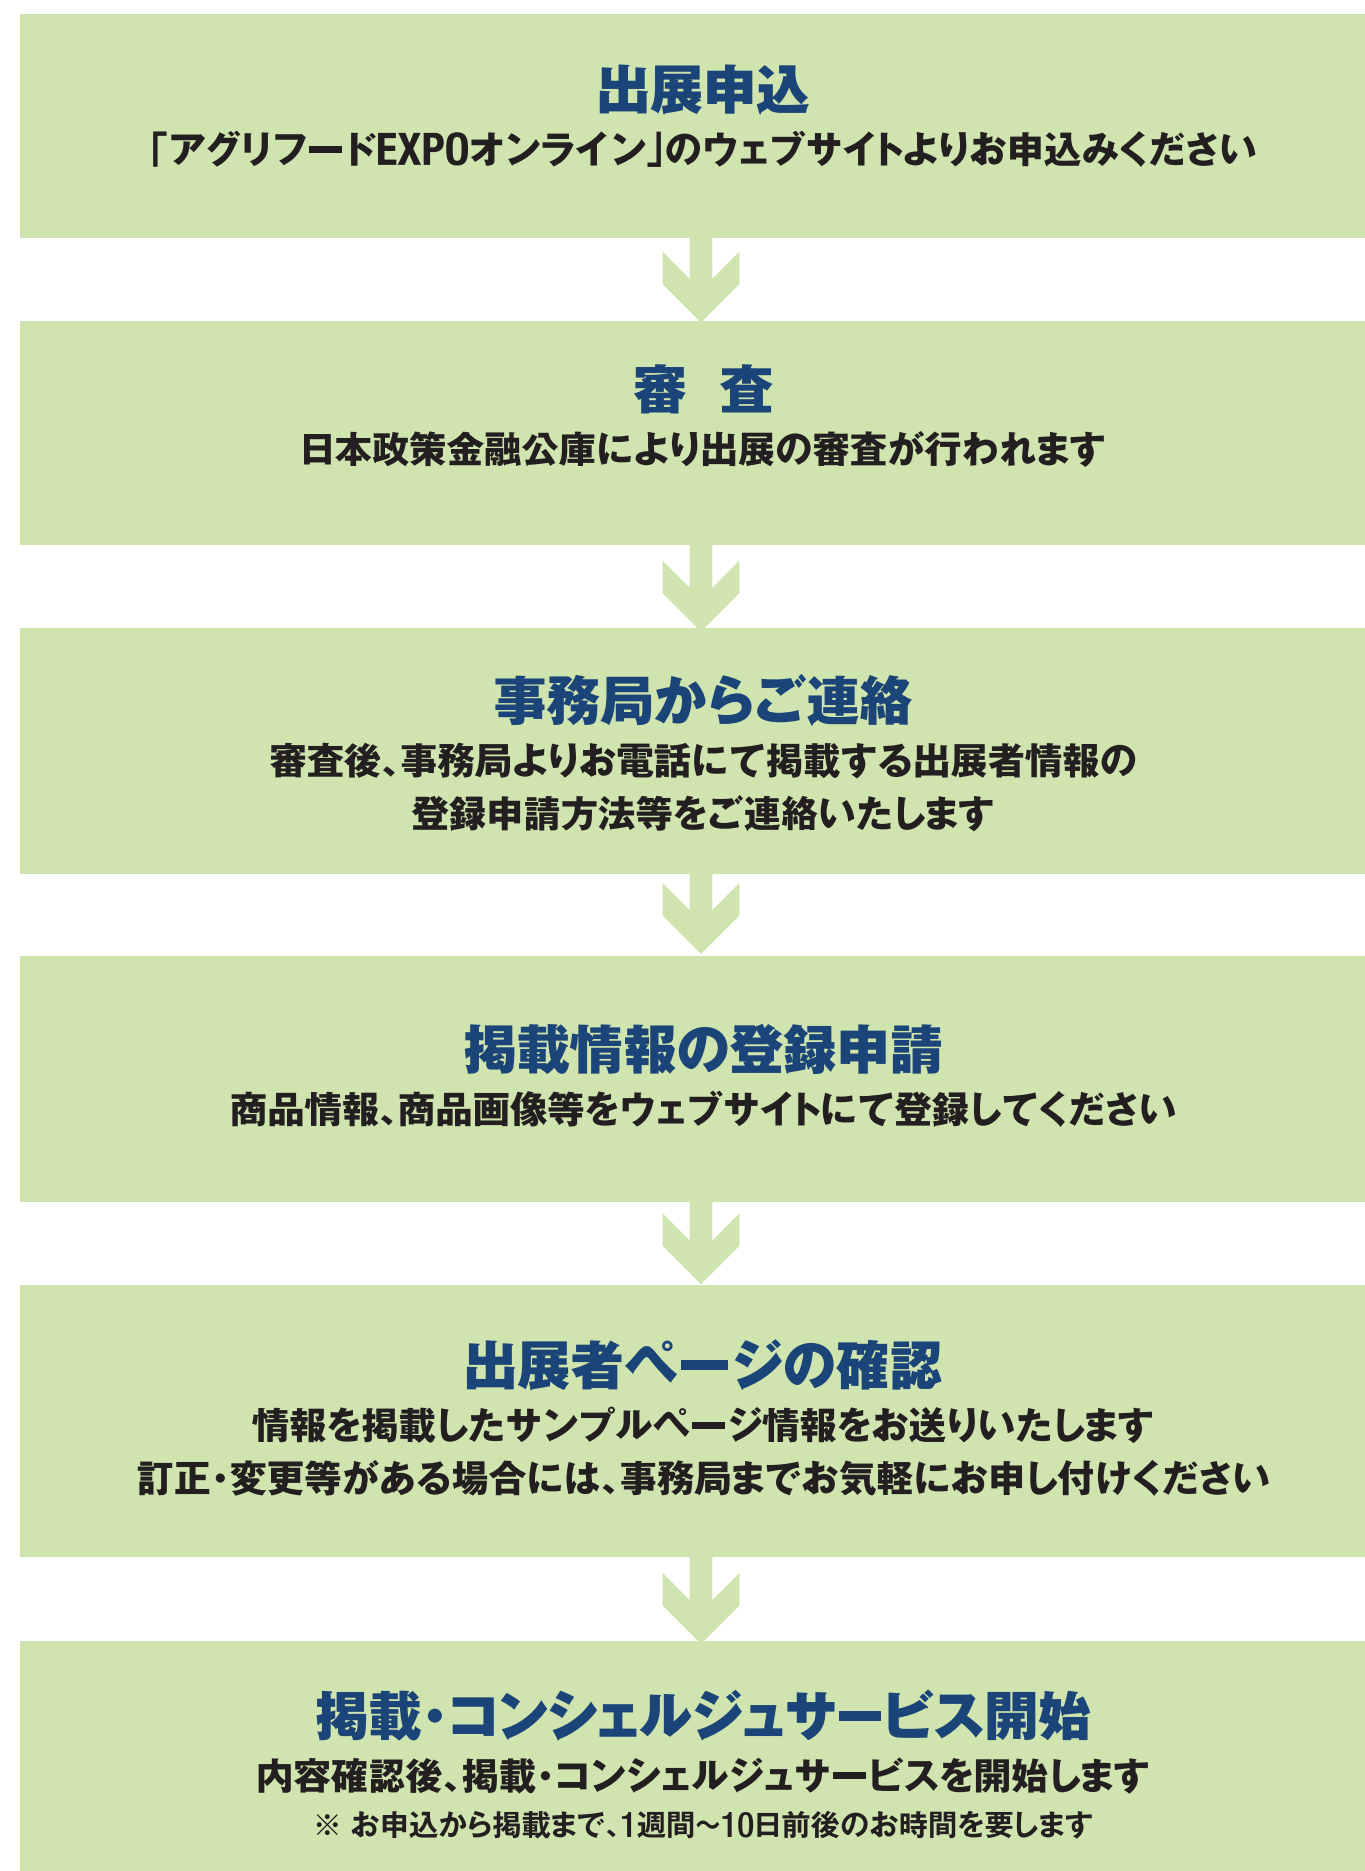 出展申込
「アグリフードEXPOオンライン」のウェブサイトよりお申込みください
審 査
日本政策金融公庫により出展の審査が行われます
事務局からご連絡
審査後、事務局よりお電話にて掲載する出展者情報の
登録申請方法等をご連絡いたします
掲載情報の登録申請
商品情報、商品画像等をウェブサイトにて登録してください
出展者ページの確認
情報を掲載したサンプルページ情報をお送りいたします
訂正・変更等がある場合には、事務局までお気軽にお申し付けください
掲載・コンシェルジュサービス開始
内容確認後、掲載・コンシェルジュサービスを開始します
※ お申込から掲載まで、1週間～10日前後のお時間を要します